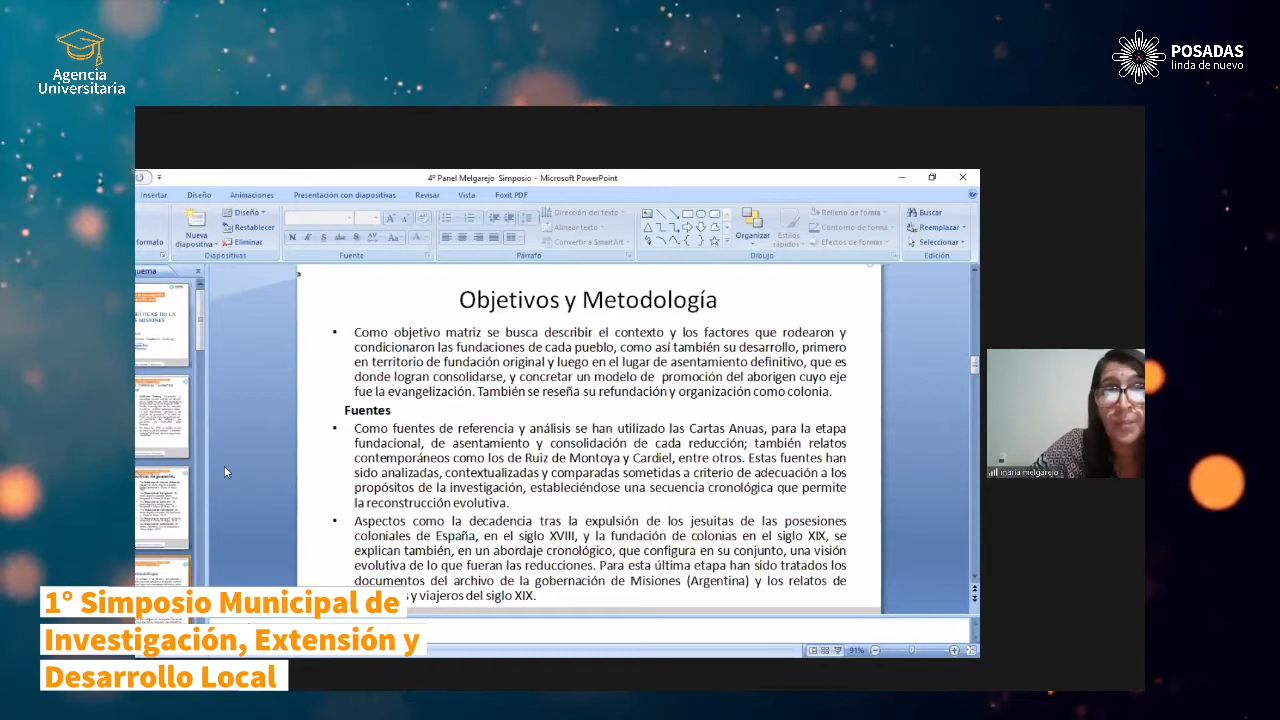 Agencia
Universitaria
POSADAS
linda de nuevo
4º Panel Melgarejo Simposio - Microsoft PowerPoint
Insertar Diseño Animaciones Presentación con diapositivas Revisar Vista Foxit PDF
Nueva
diapositiva
Diseño
Restablecer
Eliminar
Diapositivas
Fuente
Dirección del texto
Alinear texto
Convertir a SmartArt
Párrafo
Organizar
Estilos
rápidos
Relleno de forma
Contorno de forma
Efectos de formas
Dibujo
Buscar
Reemplazar
Seleccionar
Edición
Objetivos y Metodología
• Como objetivo matriz se busca describir el contexto y los factores que rodearon y
condicionaron las fundaciones de cada pueblo, como así también su desarrollo, primero
en territorio de fundación original y luego en el lugar de asentamiento definitivo, que es
donde logran consolidarse, y concretar un modelo de promoción del aborigen cuyo eje
fue la evangelización. También se reseña su refundación y organización como colonia.
Fuentes
• Como fuentes de referencia y análisis se han utilizado las Cartas Anuas, para la etapa
fundacional, de asentamiento y consolidación de cada reducción; también relatos
contemporáneos como los de Ruiz de Montoya y Cardiel, entre otros. Estas fuentes han
sido analizadas, contextualizadas y comparadas sometidas a criterio de adecuación a los
propósitos de la investigación, estableciéndose una secuencia cronológica que permite
la reconstrucción evolutiva.
• Aspectos como la decadencia tras la expulsión de los jesuitas de las posesiones
coloniales de España, en el siglo XVIII, y la fundación de colonias en el siglo XIX, se
explican también, en un abordaje cronológico, que configura en su conjunto, una visión
evolutiva de lo que fueran las reducciones. Para esta última etapa han sido tratados los
documentos de archivo de la gobernación de Misiones (Argentina) y los relatos
y viajeros del siglo XIX.
maria melgarejo
91%
1° Simposio Municipal de
Investigación, Extensión y
Desarrollo Local